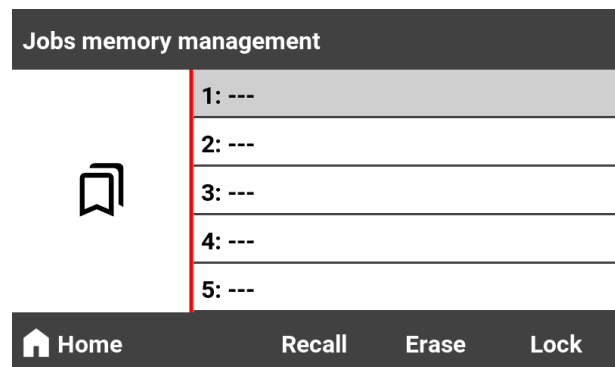 Jobs memory management
1: ---
2: ---
3: ---
4: ---
5: ---
Home Recall Erase Lock